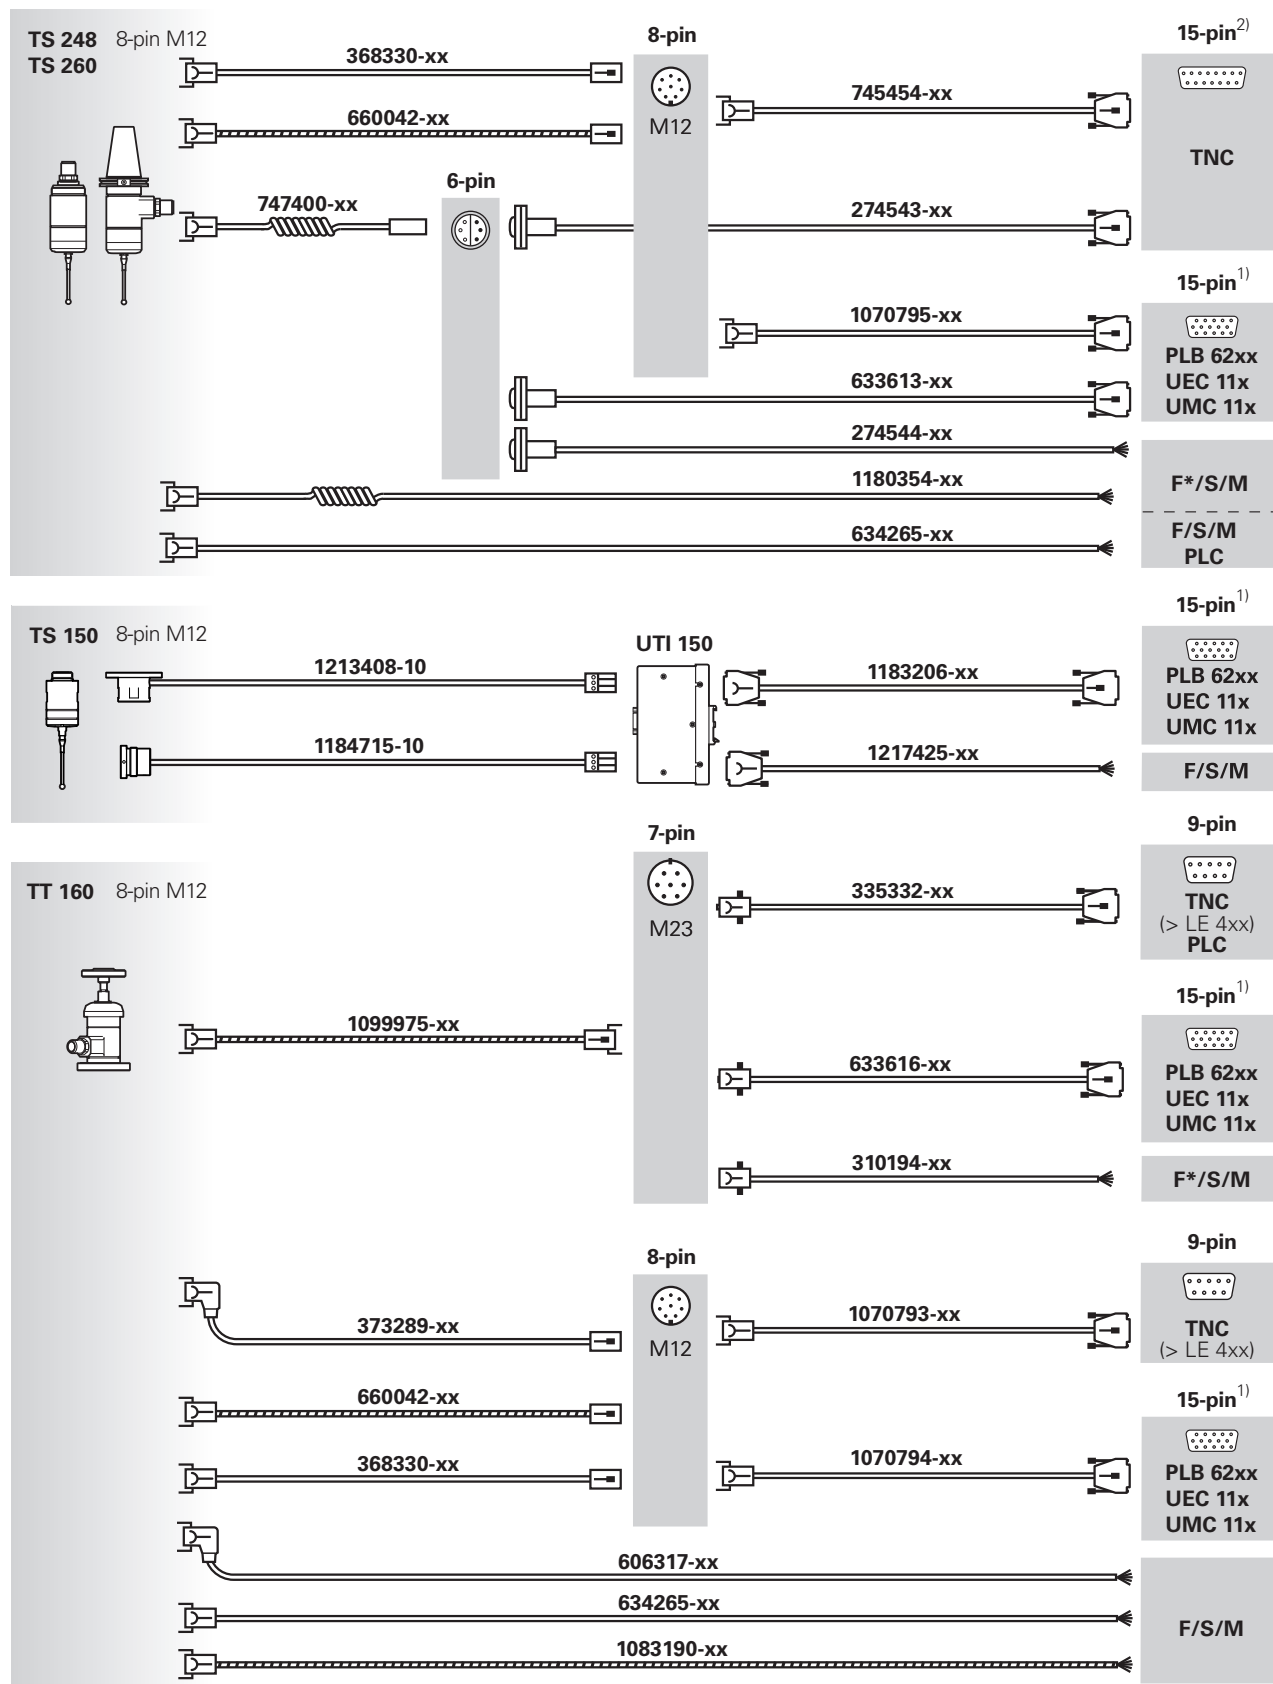 TS 248 8-pin M12
TS 260
368330-xx
8-pin
15-pin2)
660042-xx
M12
745454-xx
TNC
6-pin
747400-xx
274543-xx
15-pin1)
1070795-xx
PLB 62xx
UEC 11x
UMC 11x
633613-xx
274544-xx
1180354-xx
F*/S/M
634265-xx
F/S/M
PLC
15-pin1)
TS 150 8-pin M12
UTI 150
1213408-10
1183206-xx
PLB 62xx
UEC 11x
UMC 11x
1184715-10
1217425-xx
F/S/M
7-pin
9-pin
TT 160 8-pin M12
M23
335332-xx
TNC
(> LE 4xx)
PLC
15-pin1)
1099975-xx
633616-xx
PLB 62xx
UEC 11x
UMC 11x
310194-xx
F*/S/M
8-pin
9-pin
373289-xx
M12
1070793-xx
TNC
(> LE 4xx)
660042-xx
15-pin1)
368330-xx
1070794-xx
PLB 62xx
UEC 11x
UMC 11x
606317-xx
634265-xx
F/S/M
1083190-xx